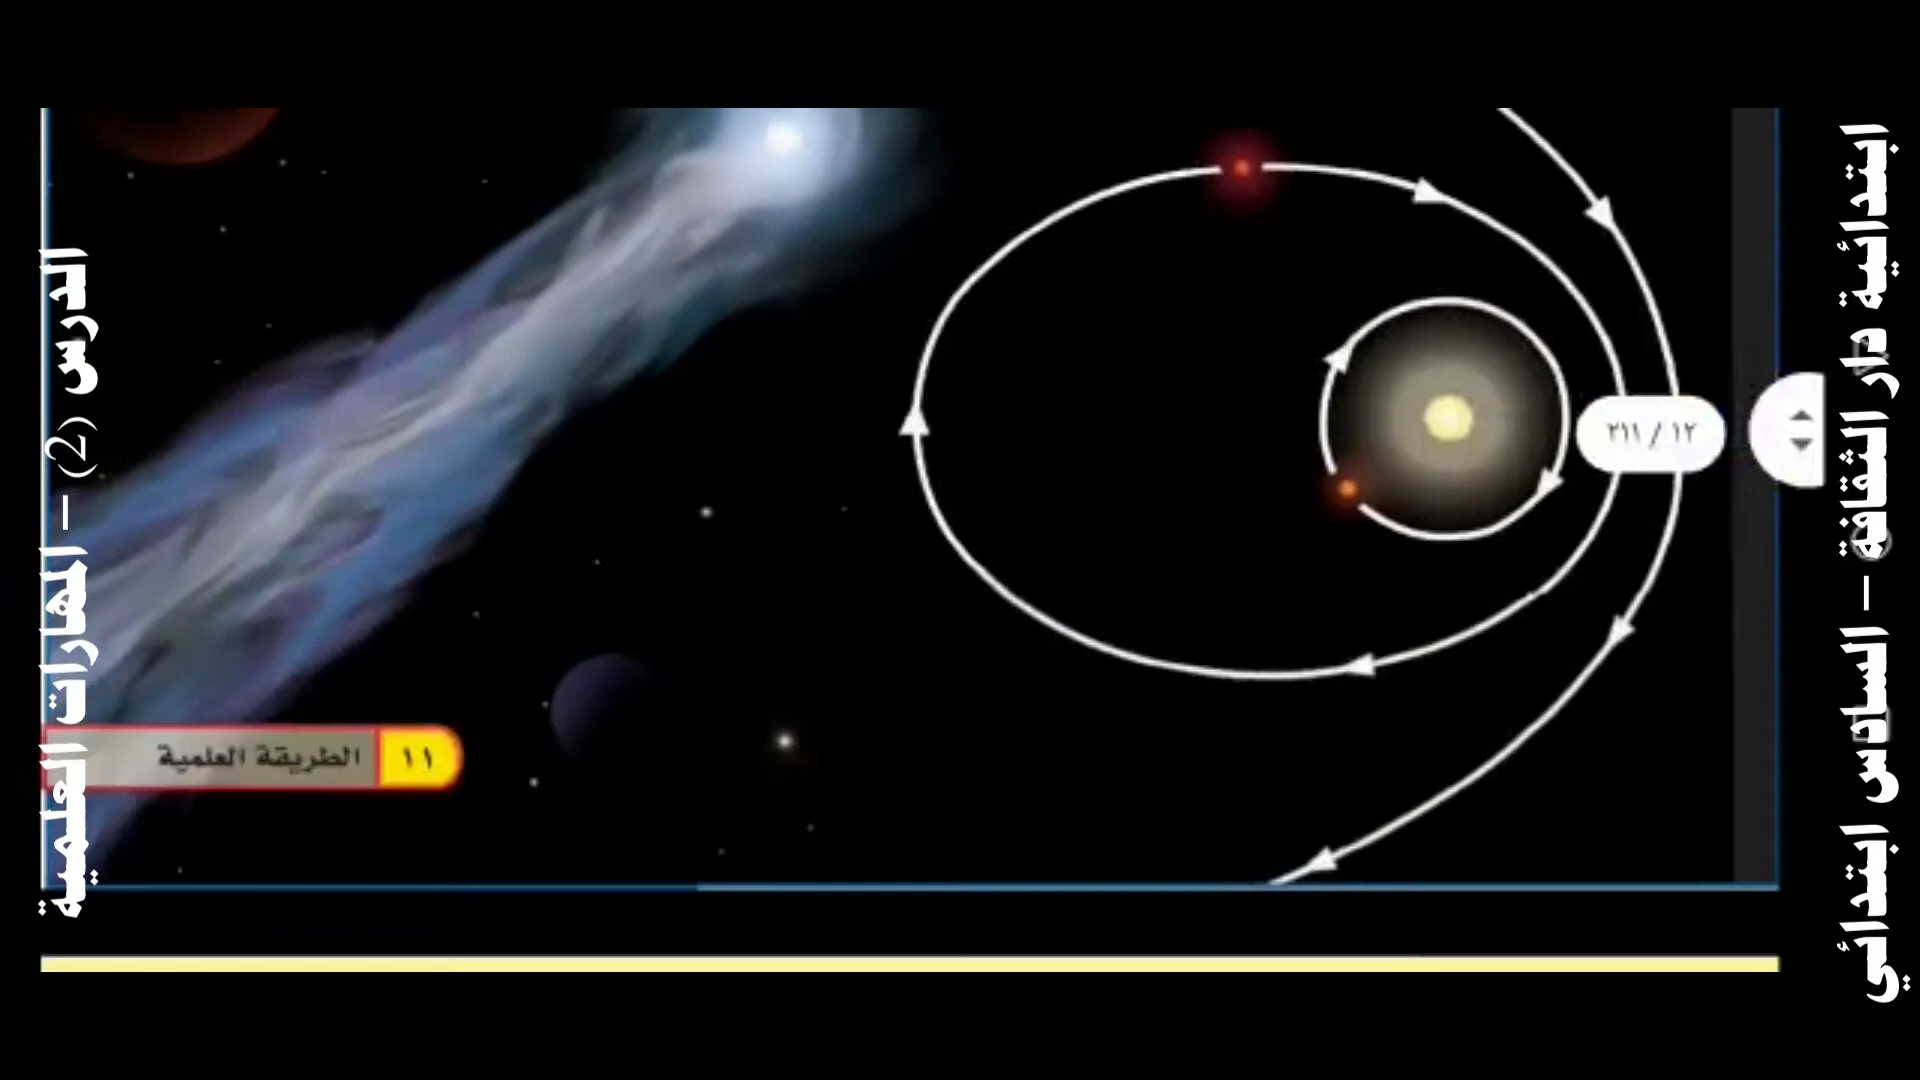 ابتدائية دار الثقافة – السادس ابتدائي
١٢ / ٢١١
١١ الطريقة العلمية
الدرس (2) – المهارات العلمية